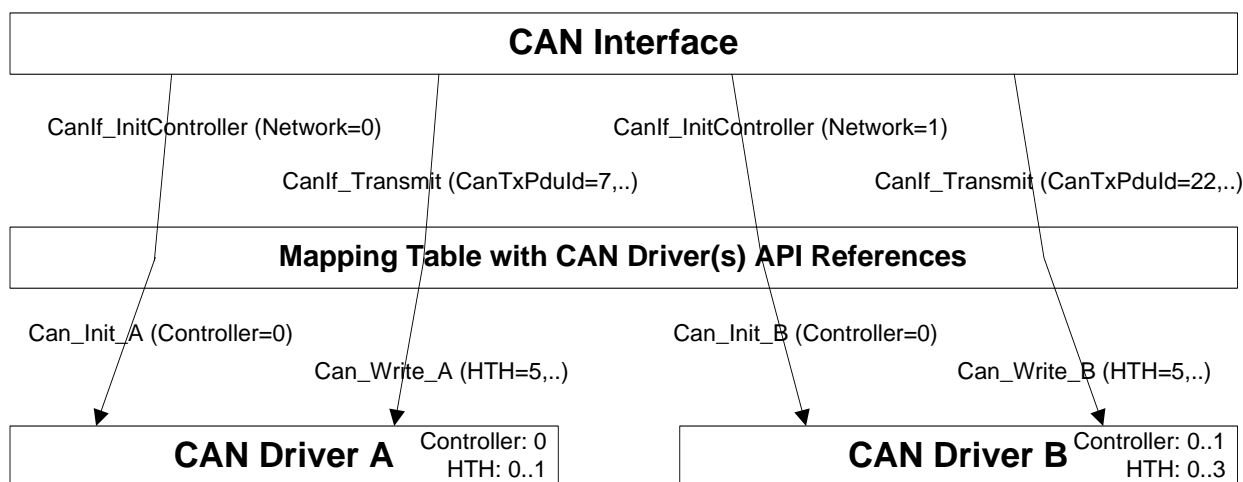 CAN Interface
CanIf_InitController (Network=0)
CanIf_InitController (Network=1)
CanIf_Transmit (CanTxPduId=7,..)
CanIf_Transmit (CanTxPduId=22,..)
Mapping Table with CAN Driver(s) API References
Can_Init_A (Controller=0)
Can_Init_B (Controller=0)
Can_Write_A (HTH=5,..)
Can_Write_B (HTH=5,..)
CAN Driver A
Controller: 0
HTH: 0..1
CAN Driver B
Controller: 0..1
HTH: 0..3